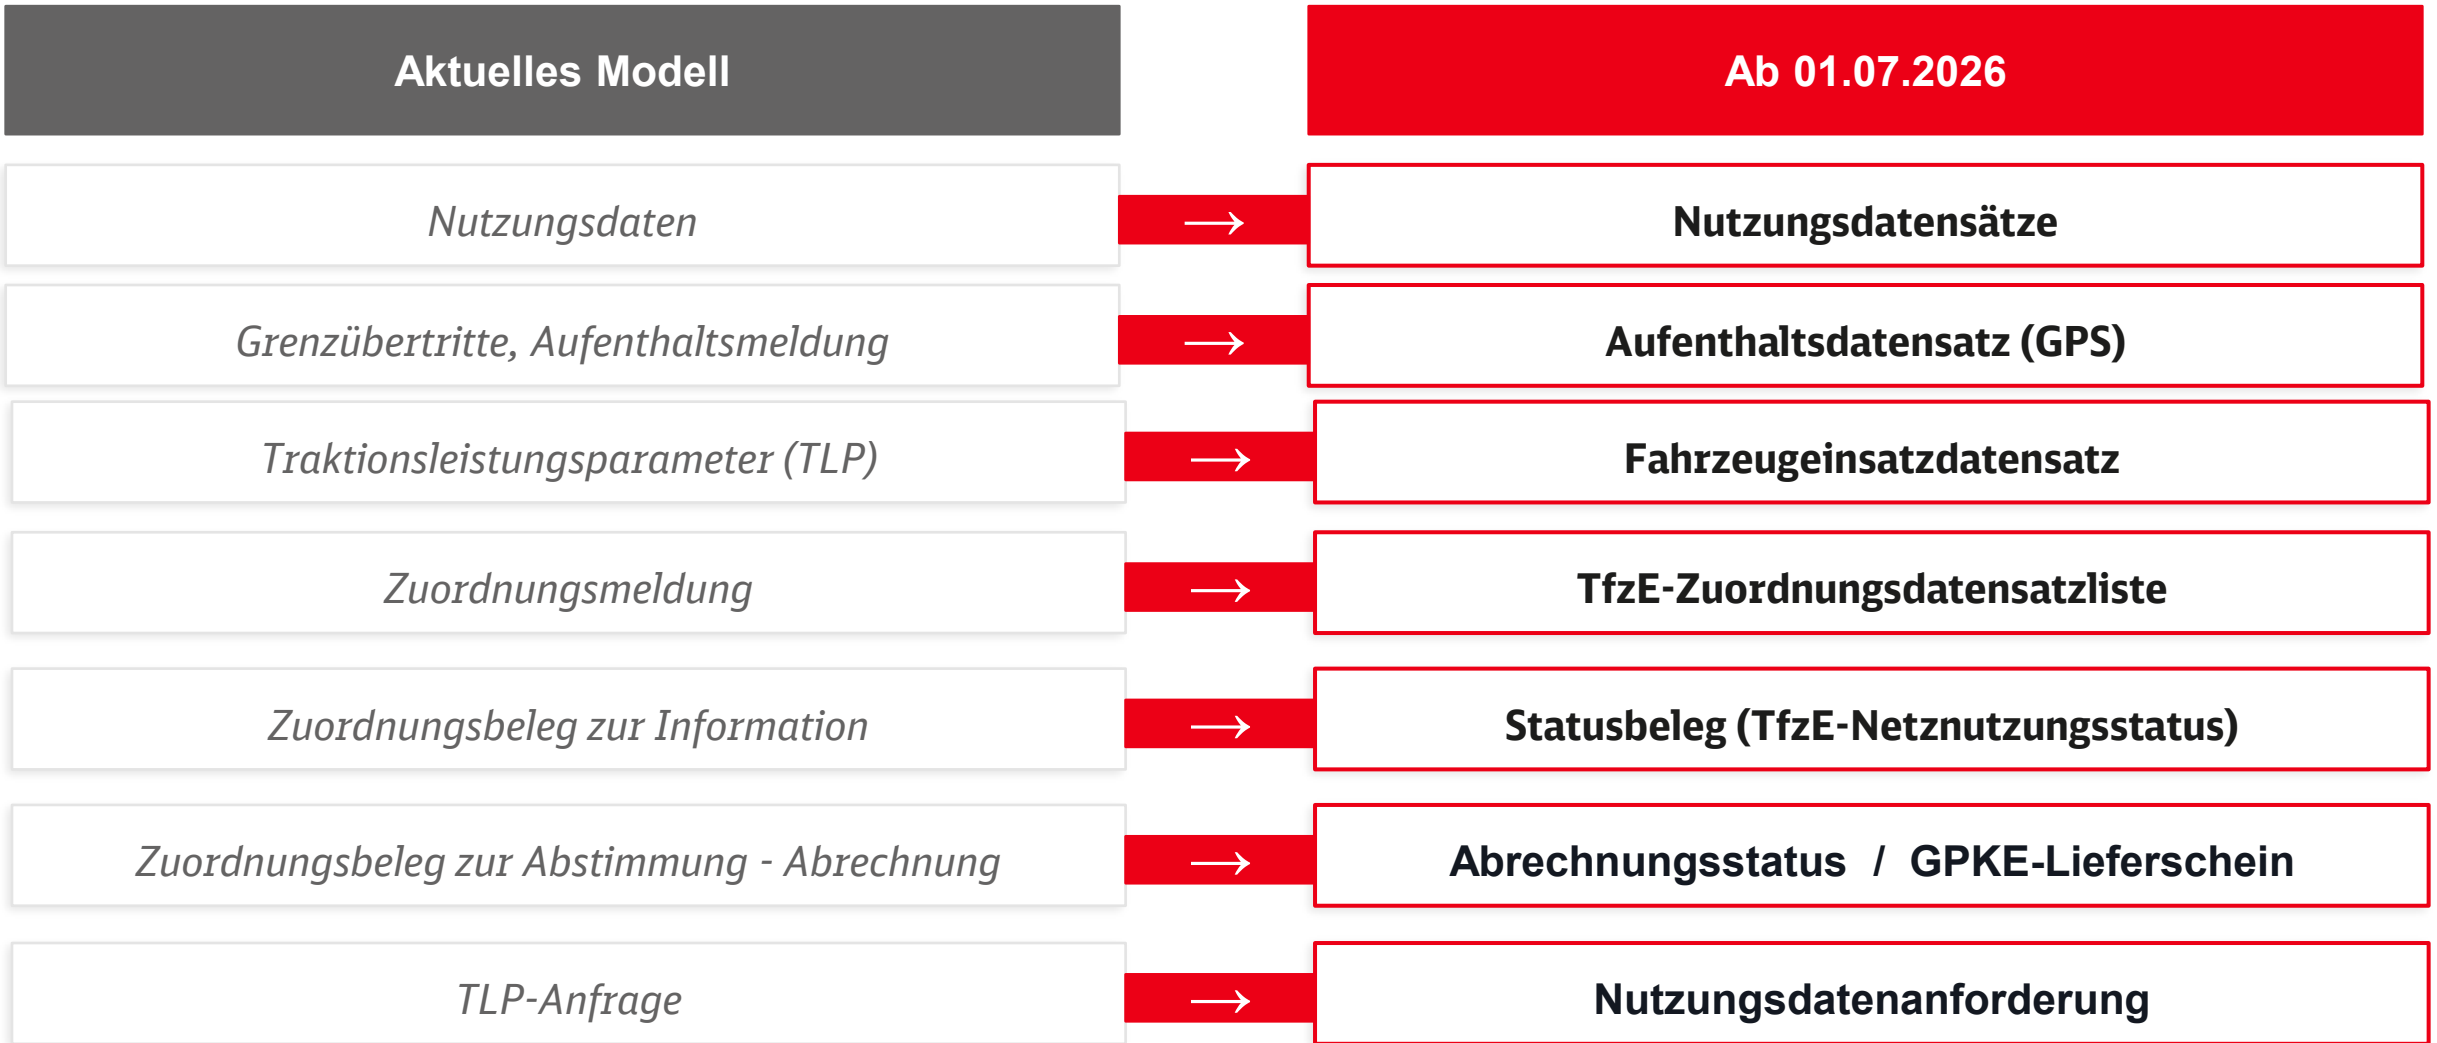 Aktuelles Modell
Ab 01.07.2026
Nutzungsdaten
→
Nutzungsdatensätze
Grenzübertritte, Aufenthaltsmeldung
→
Aufenthaltsdatensatz (GPS)
Traktionsleistungsparameter (TLP)
→
Fahrzeugeinsatzdatensatz
Zuordnungsmeldung
→
TfzE-Zuordnungsdatensatzliste
Zuordnungsbeleg zur Information
→
Statusbeleg (TfzE-Netznutzungsstatus)
Zuordnungsbeleg zur Abstimmung - Abrechnung
→
Abrechnungsstatus / GPKE-Lieferschein
TLP-Anfrage
→
Nutzungsdatenanforderung